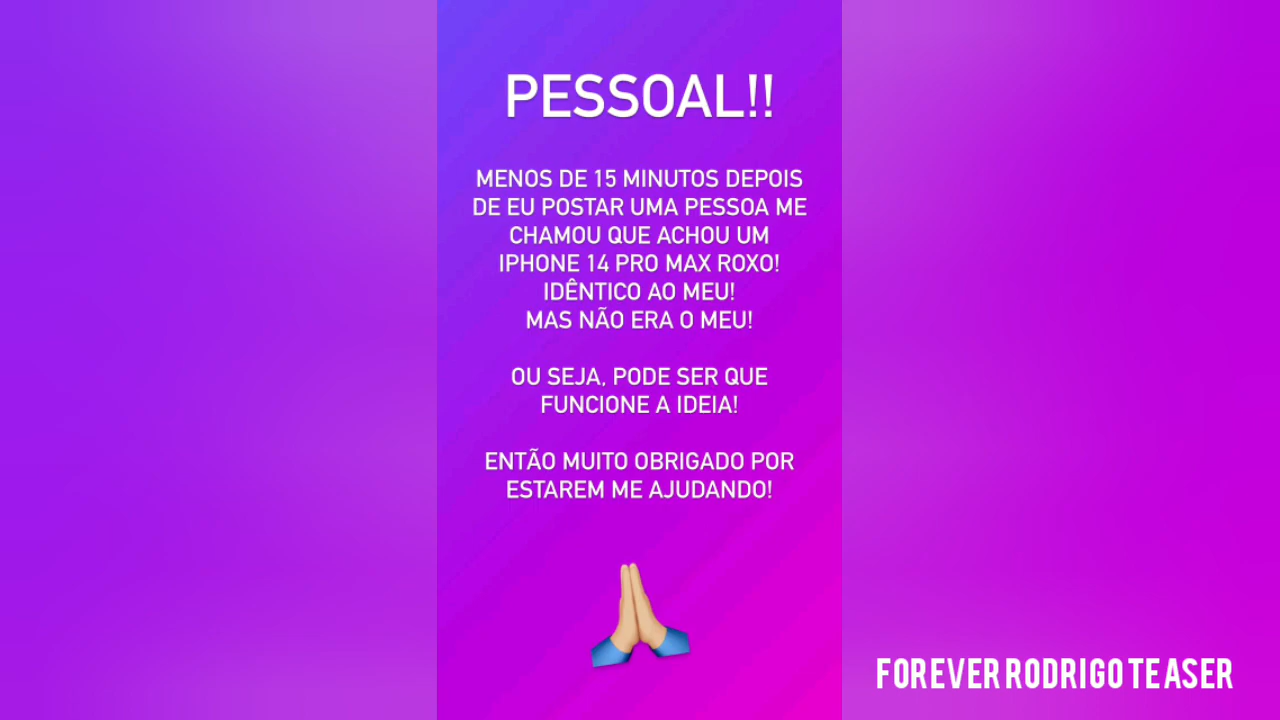 PESSOAL!!
MENOS DE 15 MINUTOS DEPOIS
DE EU POSTAR UMA PESSOA ME
CHAMOU QUE ACHOU UM
IPHONE 14 PRO MAX ROXO!
IDÊNTICO AO MEU!
MAS NÃO ERA O MEU!
OU SEJA, PODE SER QUE
FUNCIONE A IDEIA!
ENTÃO MUITO OBRIGADO POR
ESTAREM ME AJUDANDO!
FOREVER RODRIGO TEASER